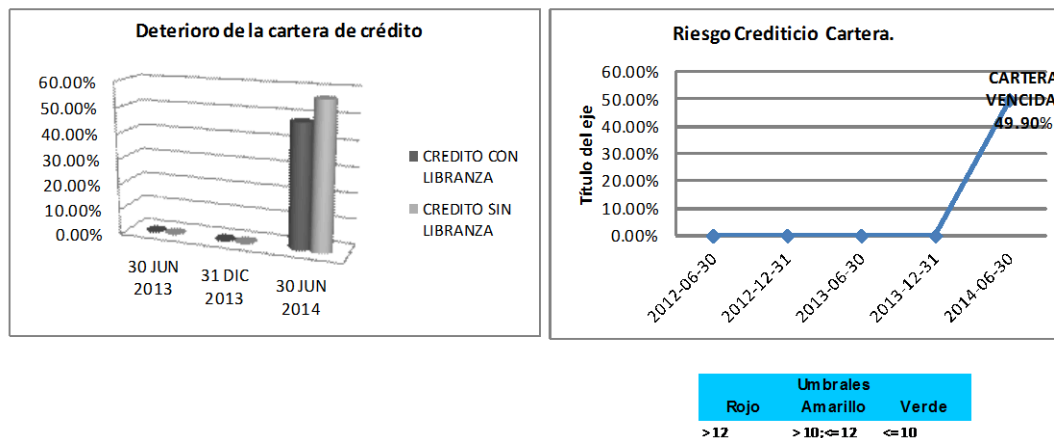 Deterioro de la cartera de crédito
60.00%
50.00%
40.00%
30.00%
20.00%
10.00%
0.00%
30 JUN
2013
31 DIC
2013
30 JUN
2014
CREDITO CON
LIBRANZA
CREDITO SIN
LIBRANZA
Riesgo Crediticio Cartera.
Título del eje
60.00%
50.00%
40.00%
30.00%
20.00%
10.00%
0.00%
CARTERA
VENCIDA
49.90%
2012-06-30
2012-12-31
2013-06-30
2013-12-31
2014-06-30
Umbrales
Rojo Amarillo Verde
>12 >10;<=12 <=10